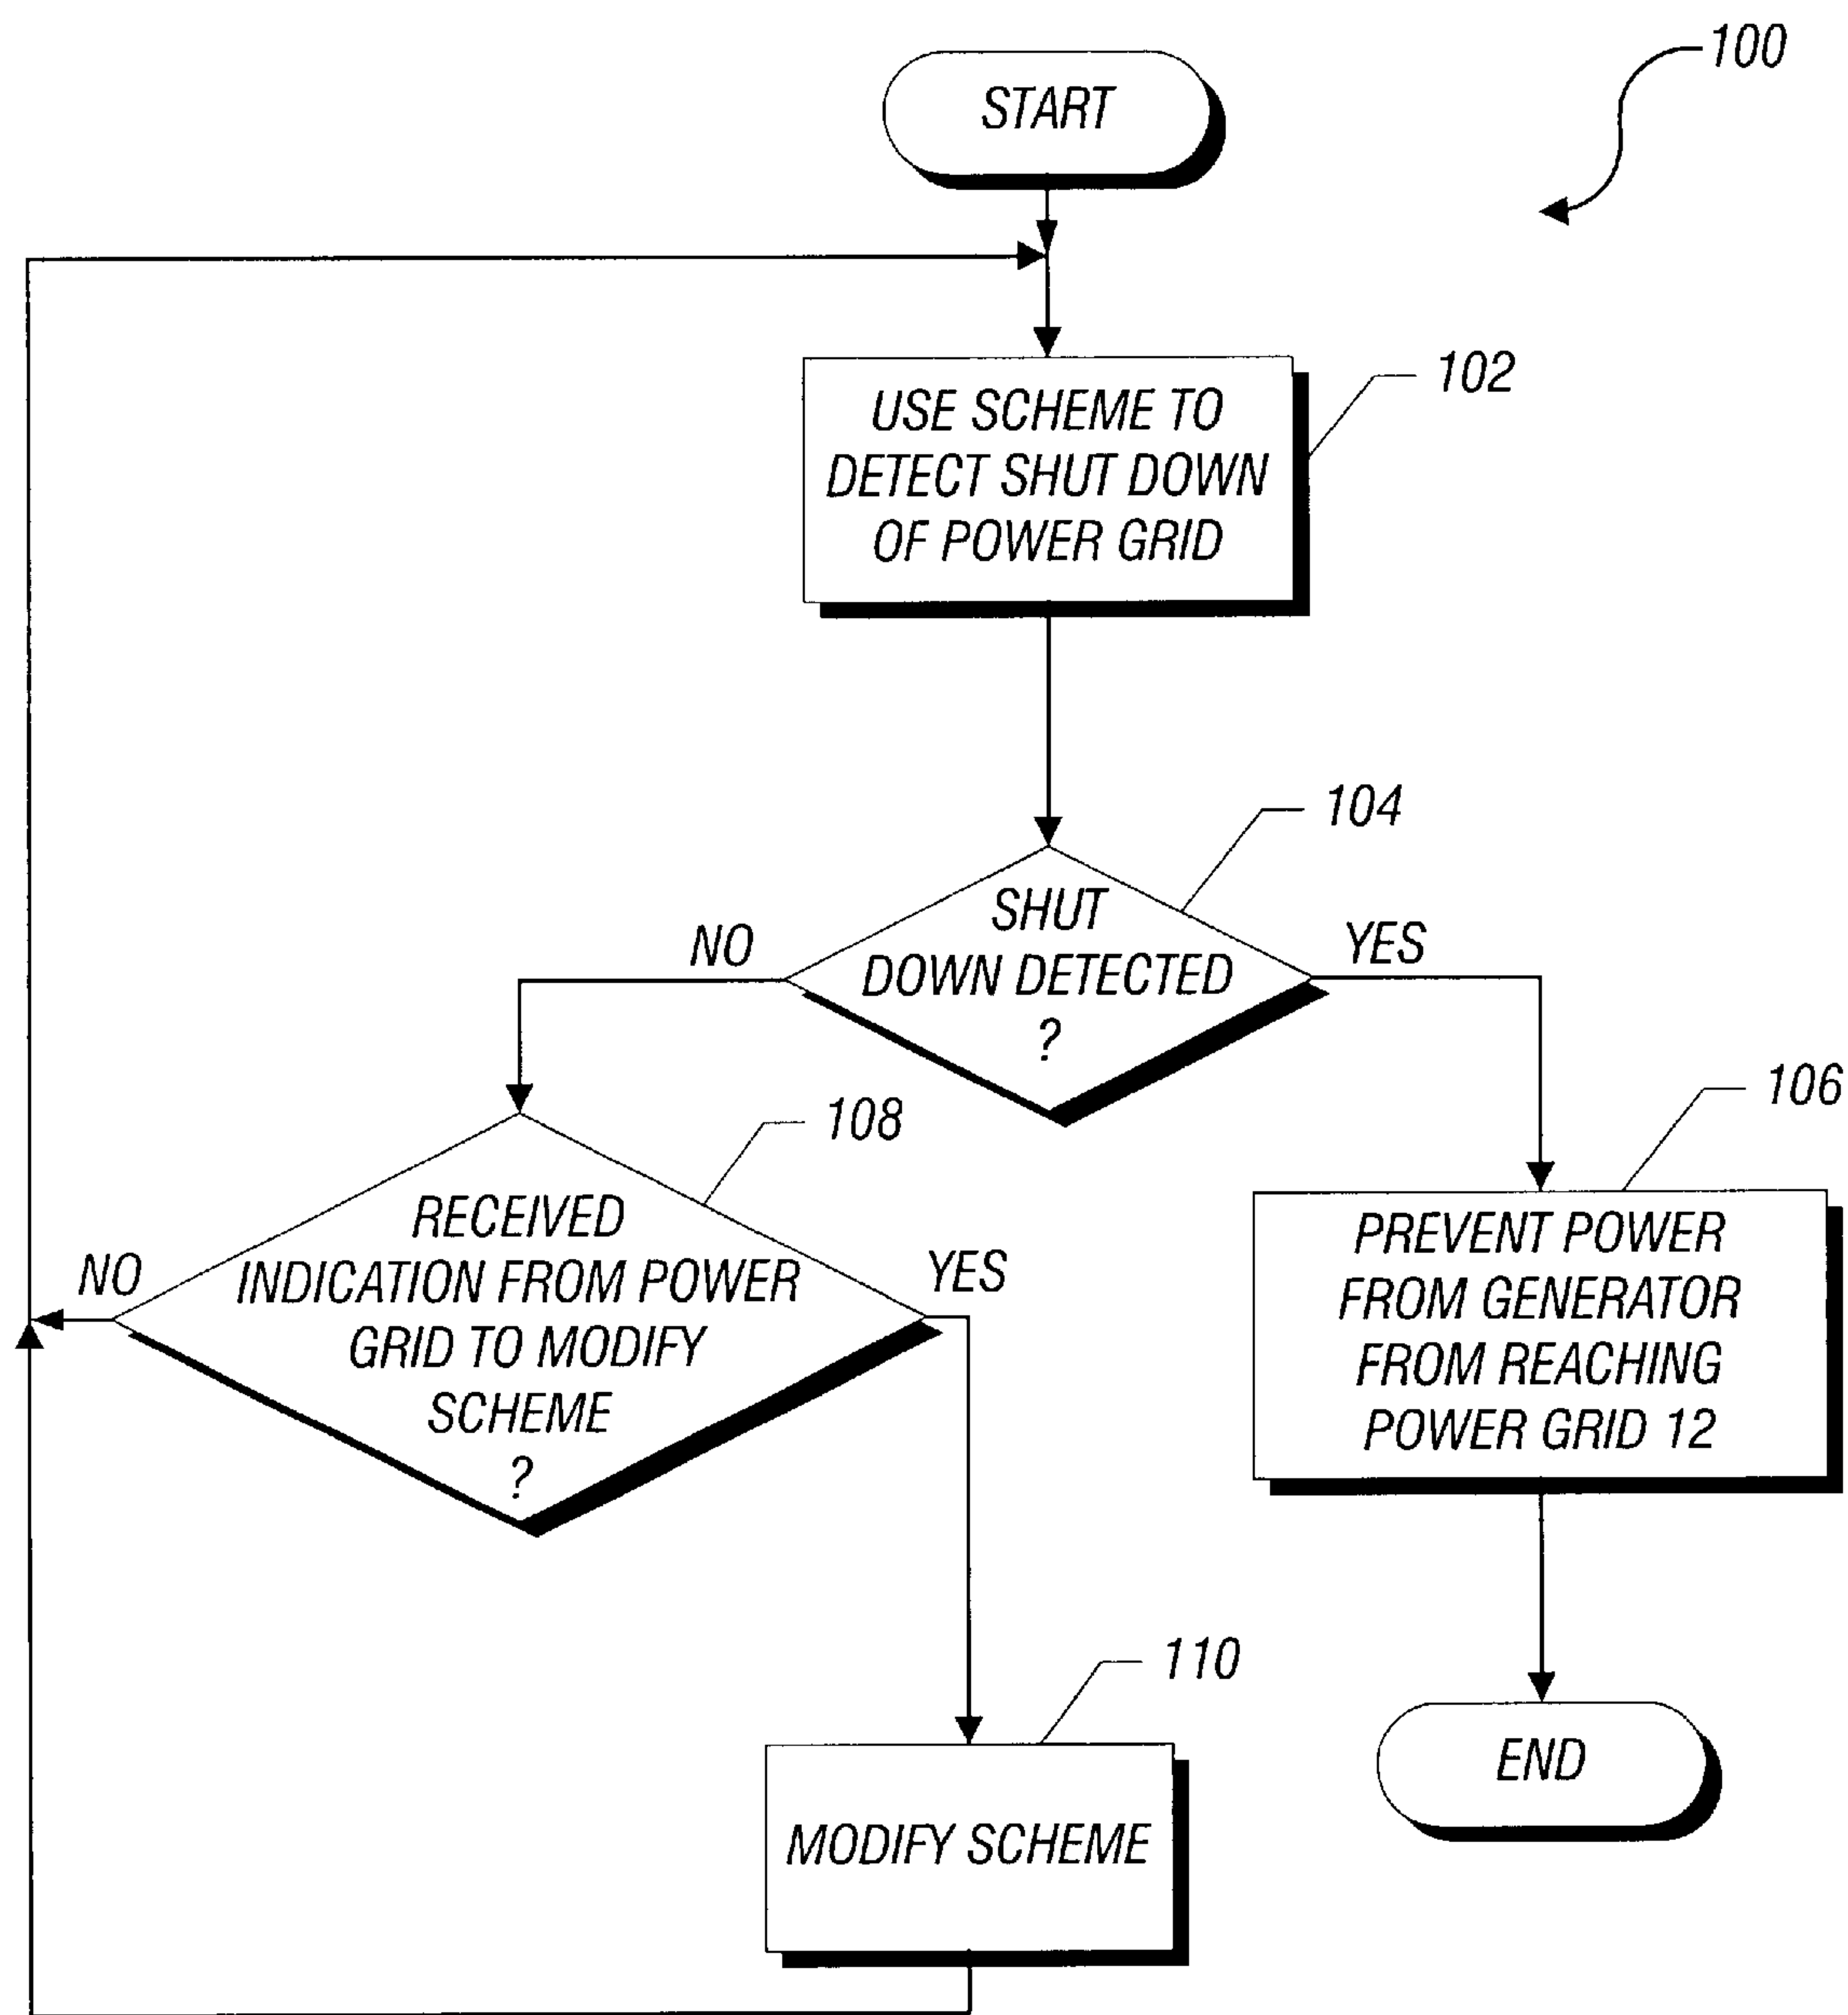 100
START
USE SCHEME TO
DETECT SHUT DOWN
OF POWER GRID
102
SHUT
DOWN DETECTED
?
104
NO
YES
RECEIVED
INDICATION FROM POWER
GRID TO MODIFY
SCHEME
?
108
NO
YES
PREVENT POWER
FROM GENERATOR
FROM REACHING
POWER GRID 12
106
MODIFY SCHEME
110
END